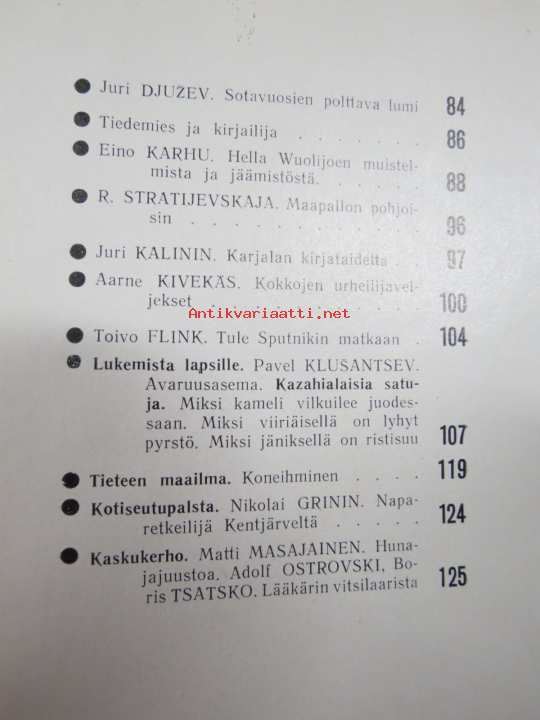 ● Juri DJUŽEV. Sotavuosien polttava lumi 84
● Tiedemies ja kirjailija . . . . . . . 86
● Eino KARHU. Hella Wuolijoen muistel-
mista ja jäämistöstä. . . . . . 88
● R. STRATIJEVSKAJA. Maapallon pohjoi-
sin . . . . . . . . . . . 96
● Juri KALININ. Karjalan kirjataidetta . . 97
● Aarne KIVEKÄS. Kokkojen urheilijavel-
jekset . . . . . . . . . . 100
Antikvariaatti.net
● Toivo FLINK. Tule Sputnikin matkaan . 104
● Lukemista lapsille. Pavel KLUSANTSEV.
Avaruusasema. Kazahialaisia satu-
ja. Miksi kameli vilkuilee juodes-
saan. Miksi viiriäisellä on lyhyt
pyrstö. Miksi jäniksellä on ristisuu 107
● Tieteen maailma. Koneihminen . . . . 119
● Kotiseutupalsta. Nikolai GRININ. Napa-
retkeilijä Kentjärveltä . . . . . 124
● Kaskukerho. Matti MASAJAINEN. Huna-
jajuustoa. Adolf OSTROVSKI, Bo-
ris TSATSKO. Lääkärin vitsilaarista 125